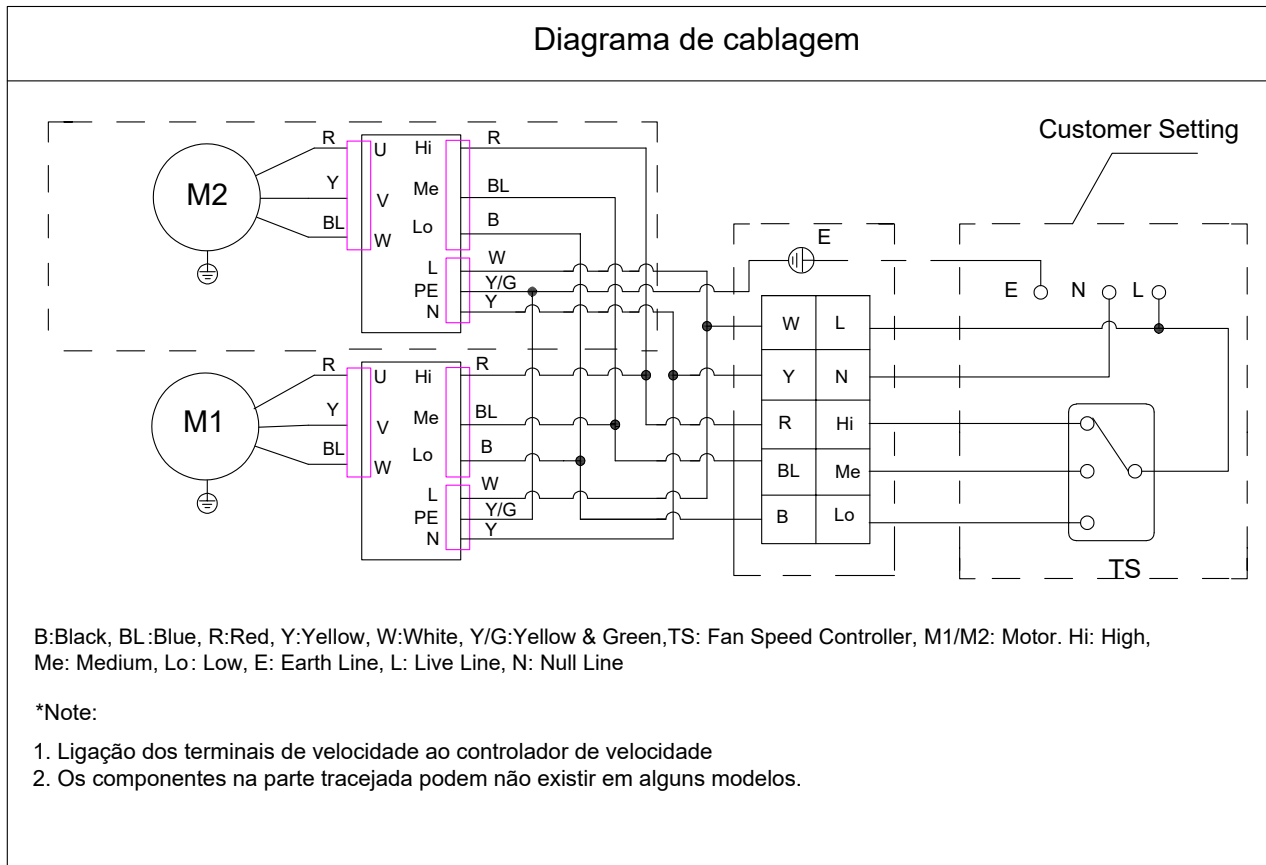 Diagrama de cablagem
Customer Setting
M2
R
Y
BL
U
V
W
Hi
Me
Lo
L
PE
N
R
BL
B
W
Y/G
Y
M1
R
Y
BL
U
V
W
Hi
Me
Lo
L
PE
N
R
BL
B
W
Y/G
Y
E
W L
Y N
R Hi
BL Me
B Lo
E N L
TS
B:Black, BL:Blue, R:Red, Y:Yellow, W:White, Y/G:Yellow & Green,TS: Fan Speed Controller, M1/M2: Motor. Hi: High,
Me: Medium, Lo: Low, E: Earth Line, L: Live Line, N: Null Line
*Note:
1. Ligação dos terminais de velocidade ao controlador de velocidade
2. Os componentes na parte tracejada podem não existir em alguns modelos.